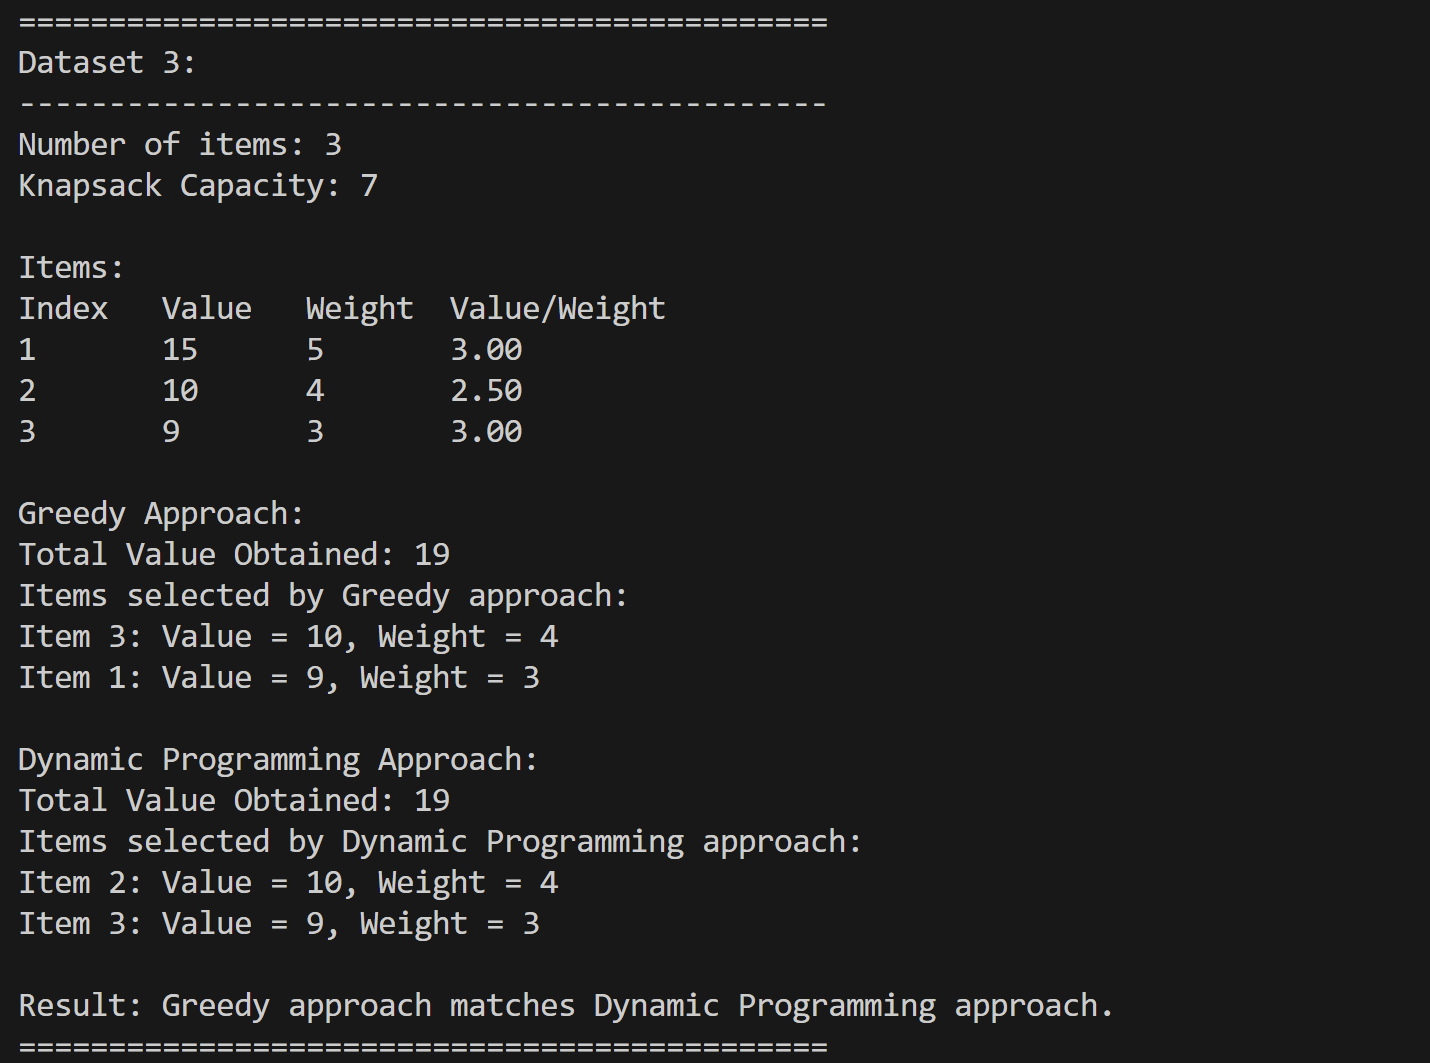 =============================================
Dataset 3:
---------------------------------------------
Number of items: 3
Knapsack Capacity: 7
Items:
Index   Value   Weight  Value/Weight
1       15      5       3.00
2       10      4       2.50
3       9       3       3.00
Greedy Approach:
Total Value Obtained: 19
Items selected by Greedy approach:
Item 3: Value = 10, Weight = 4
Item 1: Value = 9, Weight = 3
Dynamic Programming Approach:
Total Value Obtained: 19
Items selected by Dynamic Programming approach:
Item 2: Value = 10, Weight = 4
Item 3: Value = 9, Weight = 3
Result: Greedy approach matches Dynamic Programming approach.
=============================================